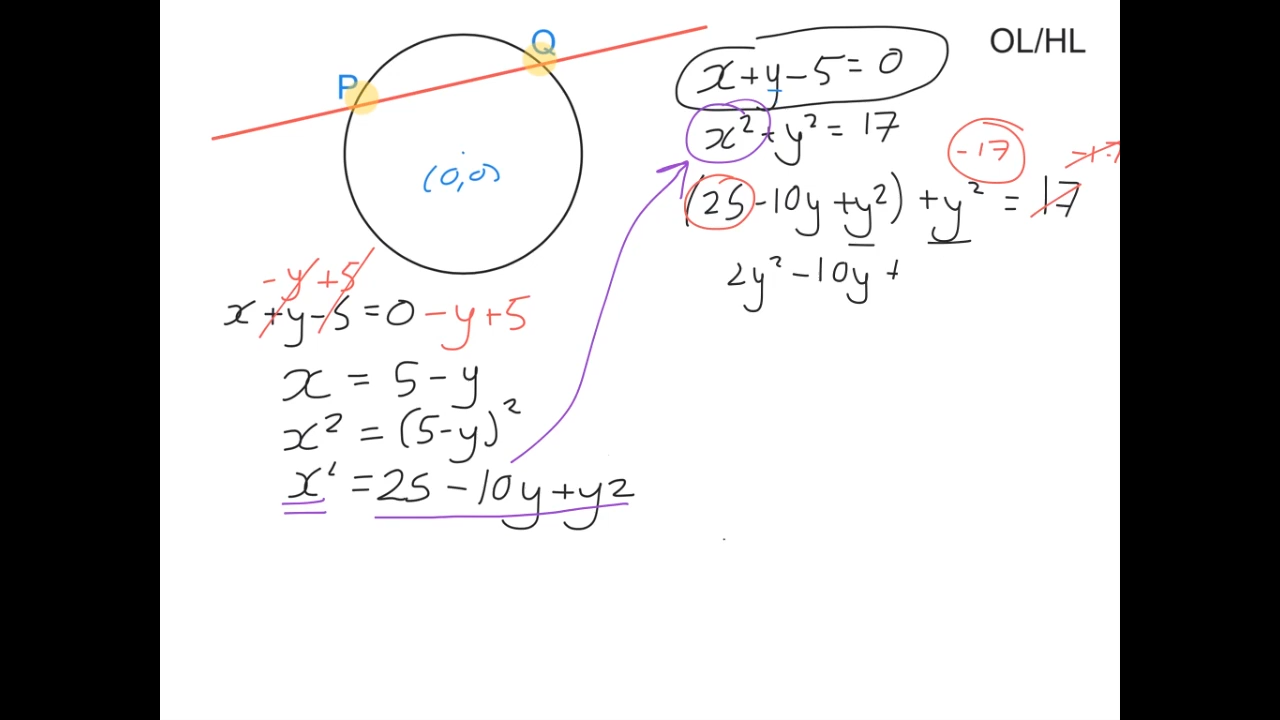 OL/HL
Q
P
(0,0)
x+y-5=0
x²+y²=17
-17 -17
(25-10y+y²)+y²=17
2y²-10y+
-y+5
x+y-5=0-y+5
x=5-y
x²=(5-y)²
x²=25-10y+y2